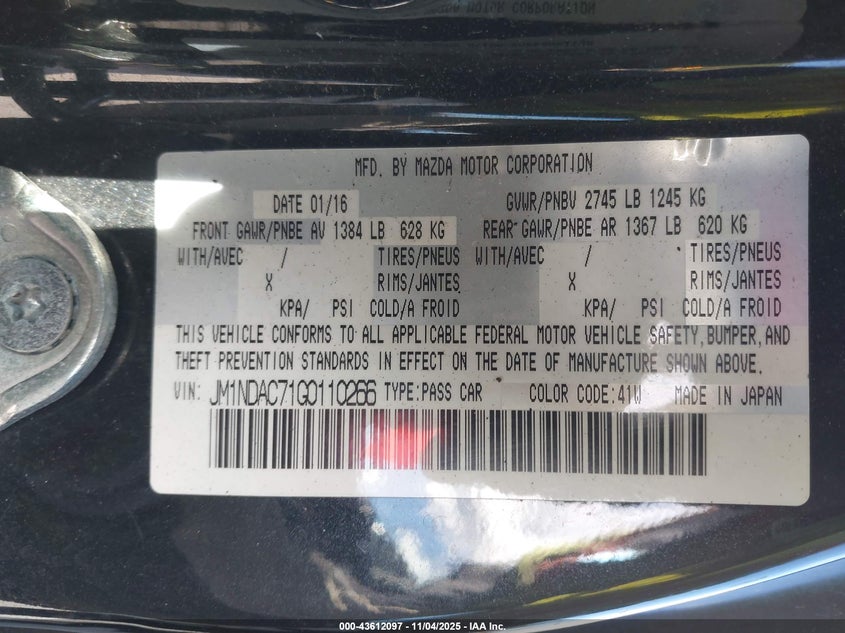 MFD. BY MAZDA MOTOR CORPORATION
DATE 01/16 GVWR/PNBV 2745 LB 1245 KG
FRONT GAWR/PNBE AV 1384 LB 628 KG REAR GAWR/PNBE AR 1367 LB 620 KG
WITH/AVEC / TIRES/PNEUS WITH/AVEC / TIRES/PNEUS
X RIMS/JANTES X RIMS/JANTES
KPA/ PSI COLD/A FROID KPA/ PSI COLD/A FROID
THIS VEHICLE CONFORMS TO ALL APPLICABLE FEDERAL MOTOR VEHICLE SAFETY, BUMPER, AND
THEFT PREVENTION STANDARDS IN EFFECT ON THE DATE OF MANUFACTURE SHOWN ABOVE.
VIN: JM1NDAC71G0110266 TYPE:PASS CAR COLOR CODE:41W MADE IN JAPAN
000-43612097 - 11/04/2025 - IAA Inc.